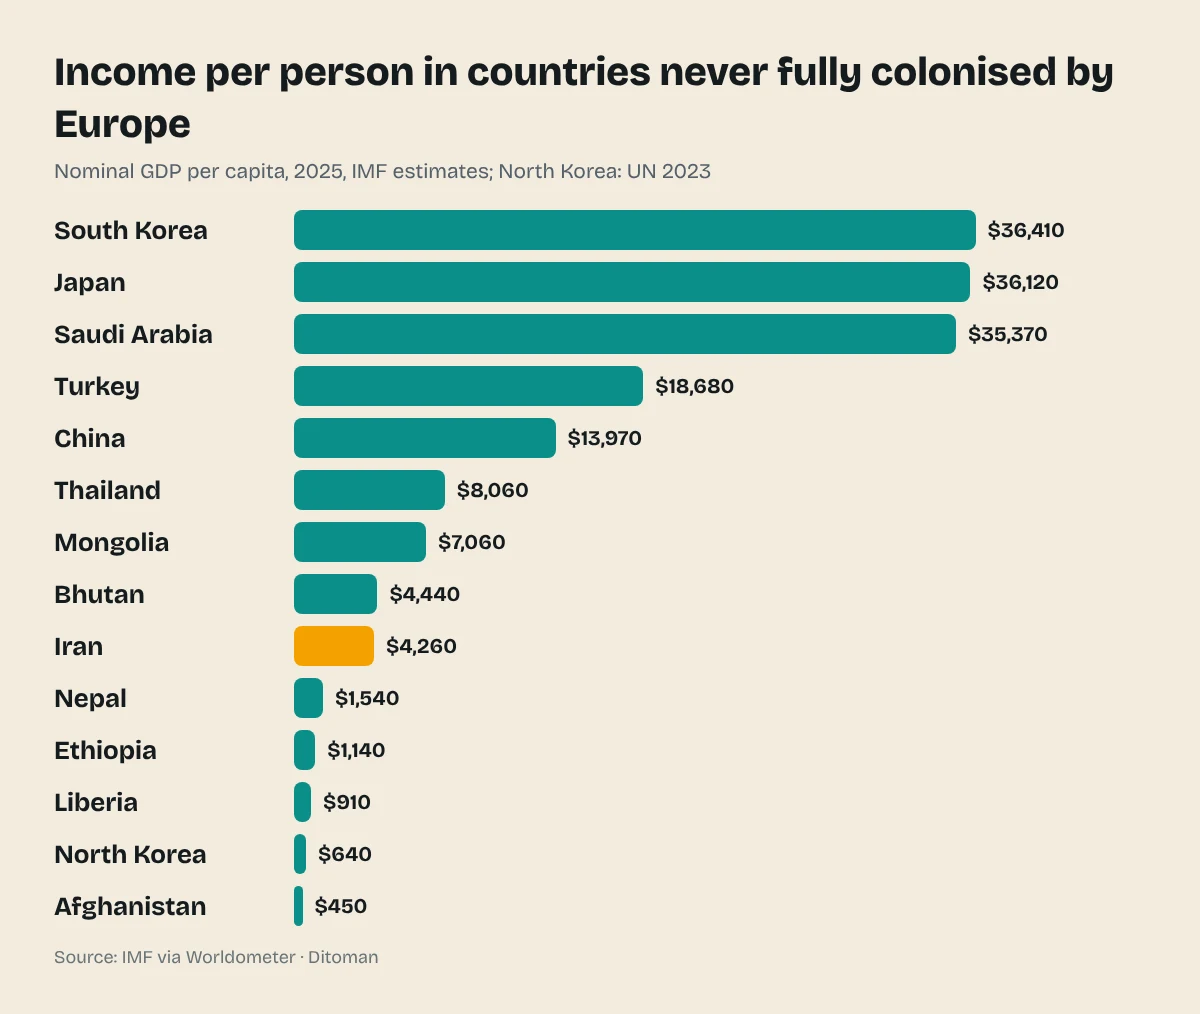 Income per person in countries never fully colonised by
Europe
Nominal GDP per capita, 2025, IMF estimates; North Korea: UN 2023
South Korea $36,410
Japan $36,120
Saudi Arabia $35,370
Turkey $18,680
China $13,970
Thailand $8,060
Mongolia $7,060
Bhutan $4,440
Iran $4,260
Nepal $1,540
Ethiopia $1,140
Liberia $910
North Korea $640
Afghanistan $450
Source: IMF via Worldometer · Ditoman